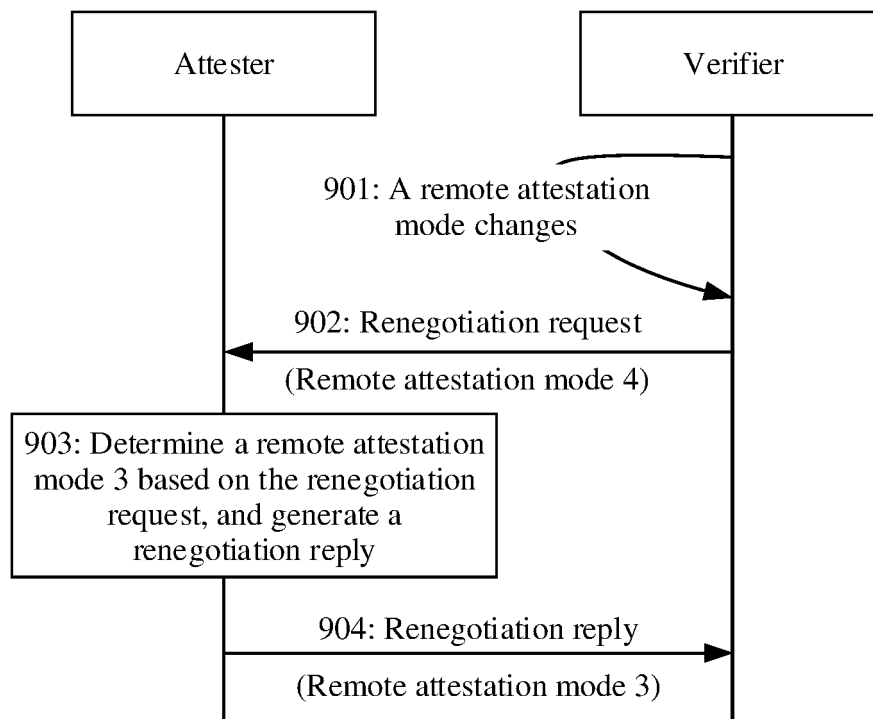 Attester
Verifier
901: A remote attestation
mode changes
902: Renegotiation request
(Remote attestation mode 4)
903: Determine a remote attestation
mode 3 based on the renegotiation
request, and generate a
renegotiation reply
904: Renegotiation reply
(Remote attestation mode 3)